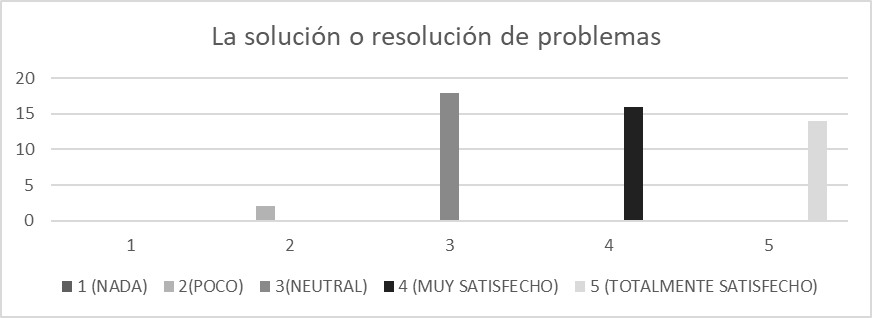 La solución o resolución de problemas
20
15
10
5
0
1 2 3 4 5
1 (NADA) 2(POCO) 3(NEUTRAL) 4 (MUY SATISFECHO) 5 (TOTALMENTE SATISFECHO)